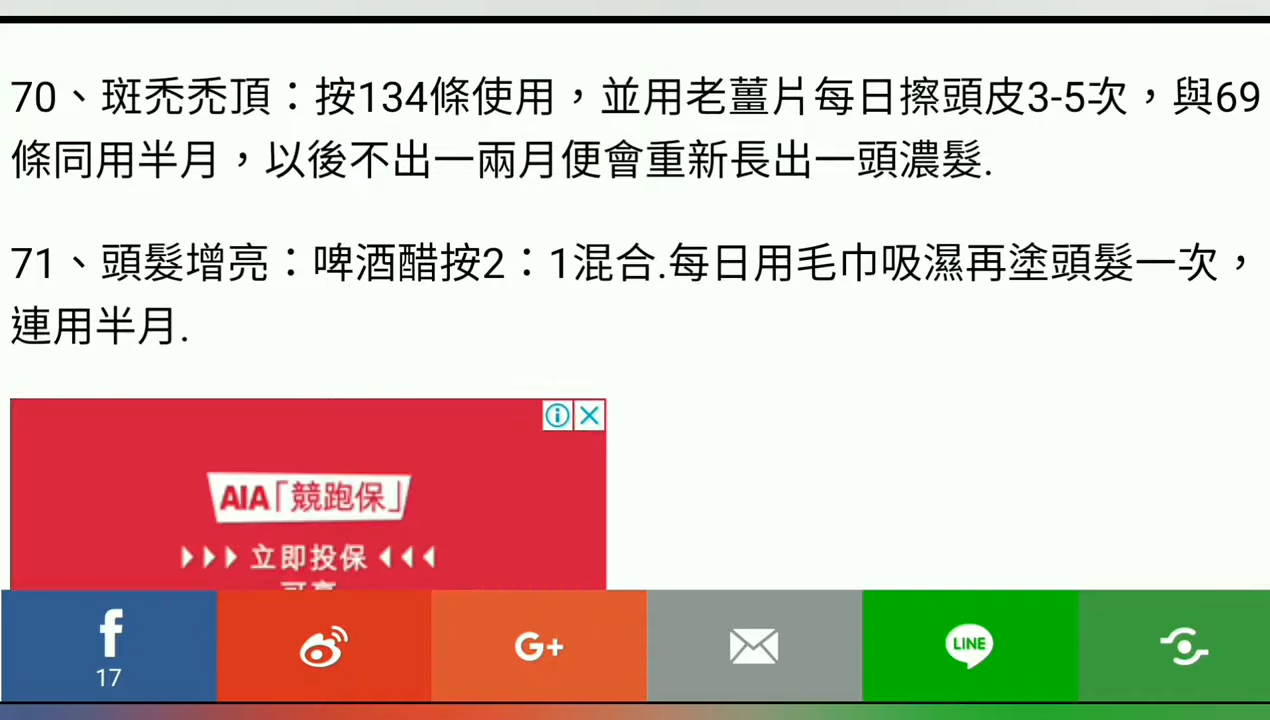 70、斑禿禿頂：按134條使用，並用老薑片每日擦頭皮3-5次，與69
條同用半月，以後不出一兩月便會重新長出一頭濃髮.
71、頭髮增亮：啤酒醋按2：1混合.每日用毛巾吸濕再塗頭髮一次，
連用半月.
AIA「競跑保」
立即投保
f
17
G+
LINE